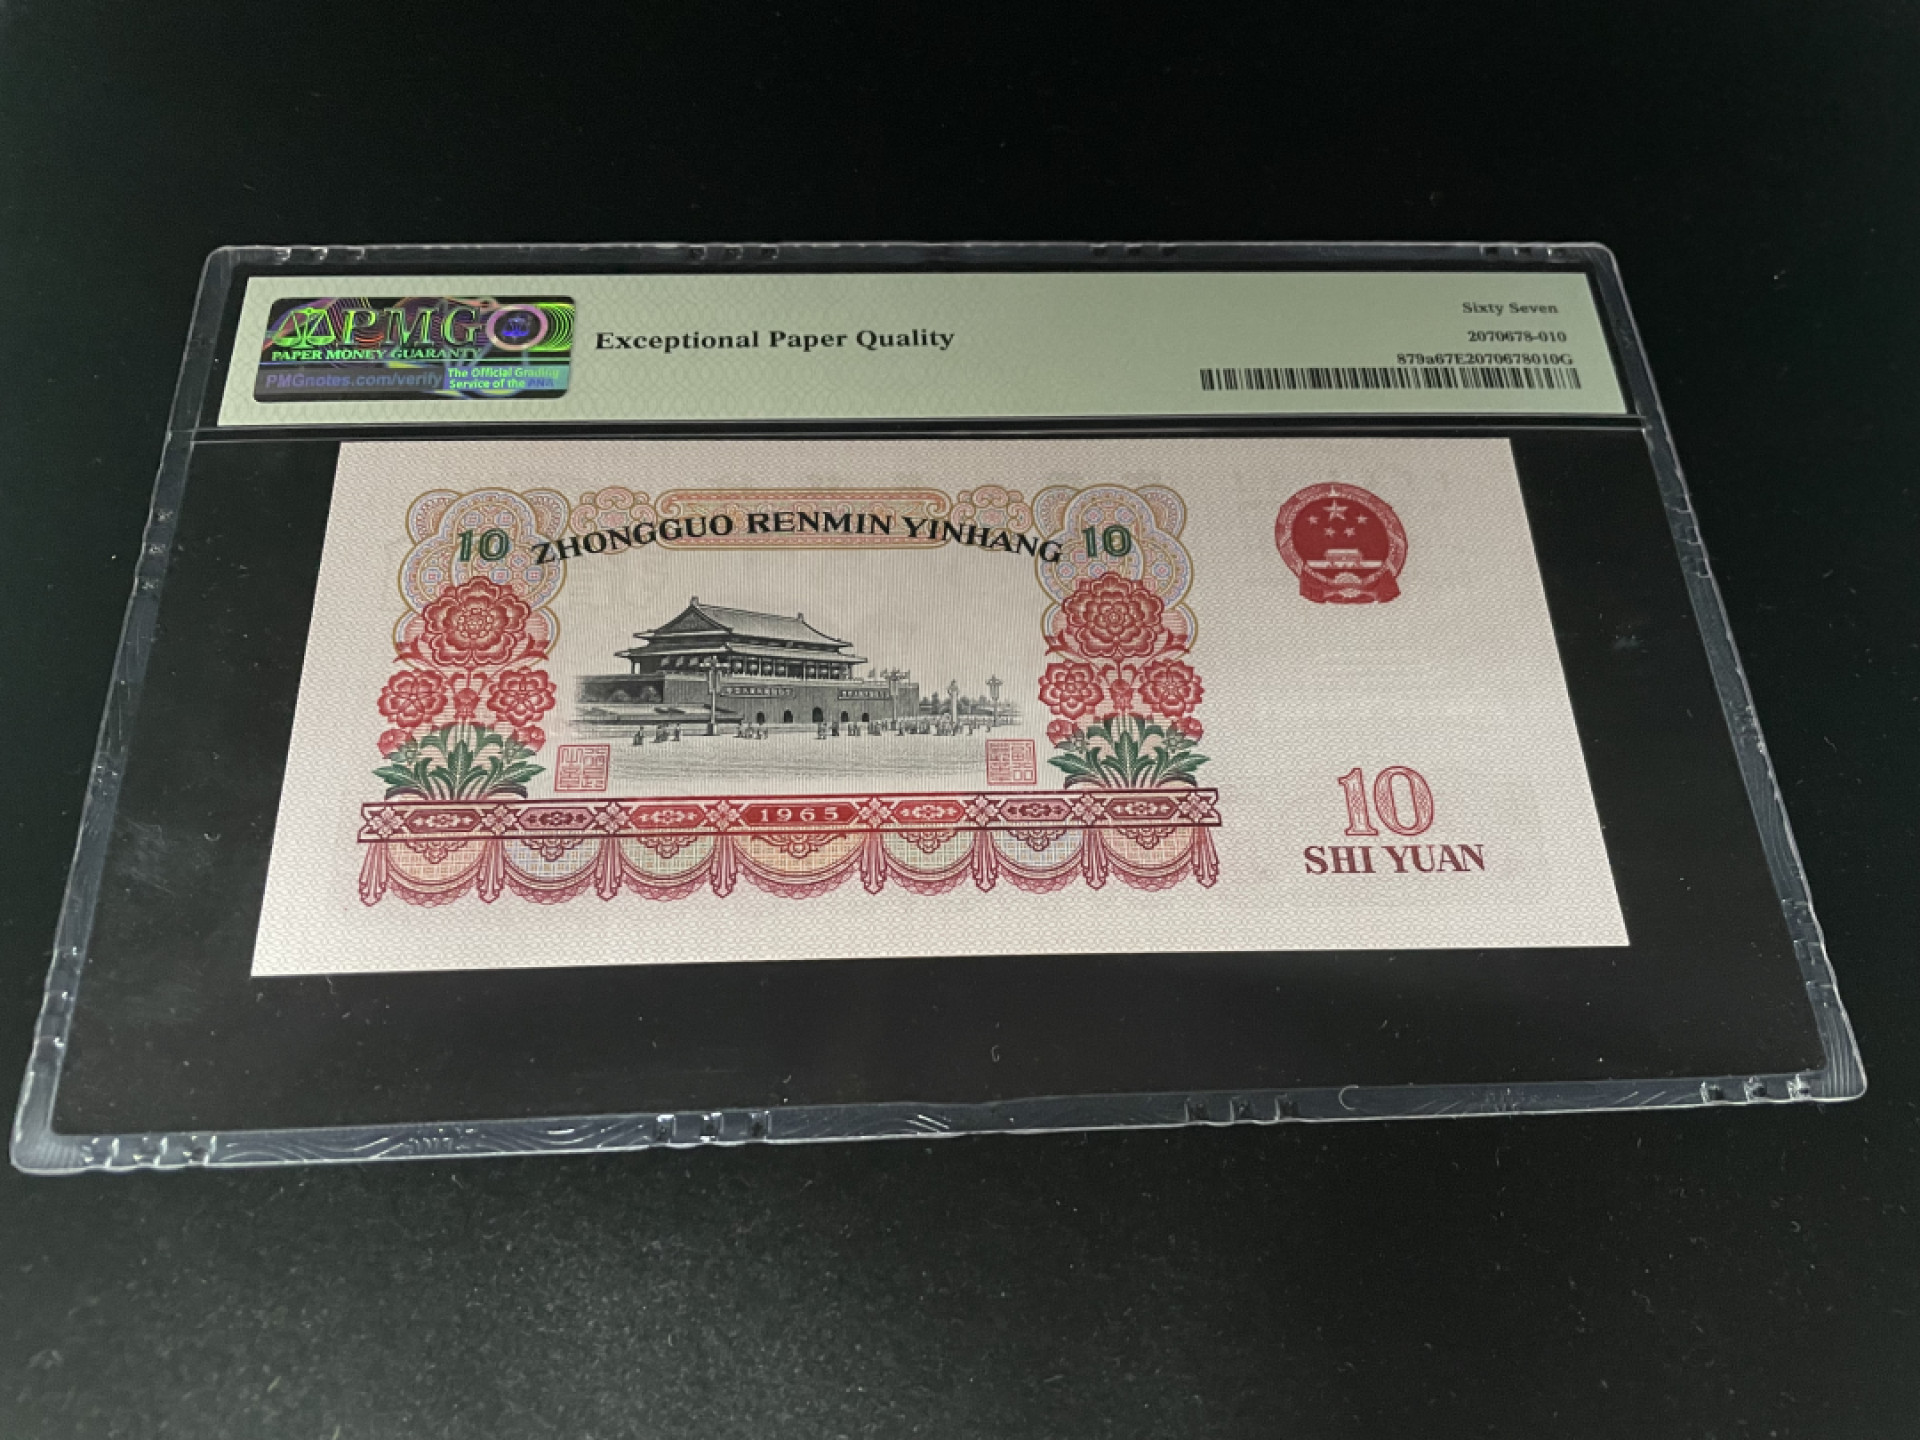 PMG
PAPER MONEY GUARANTY
PMGnotes.com/verify
The Official Grading
Service of the ANA
Exceptional Paper Quality
Sixty Seven
2070678-010
879a67E2070678010G
10 ZHONGGUO RENMIN YINHANG 10
1965
10
SHI YUAN